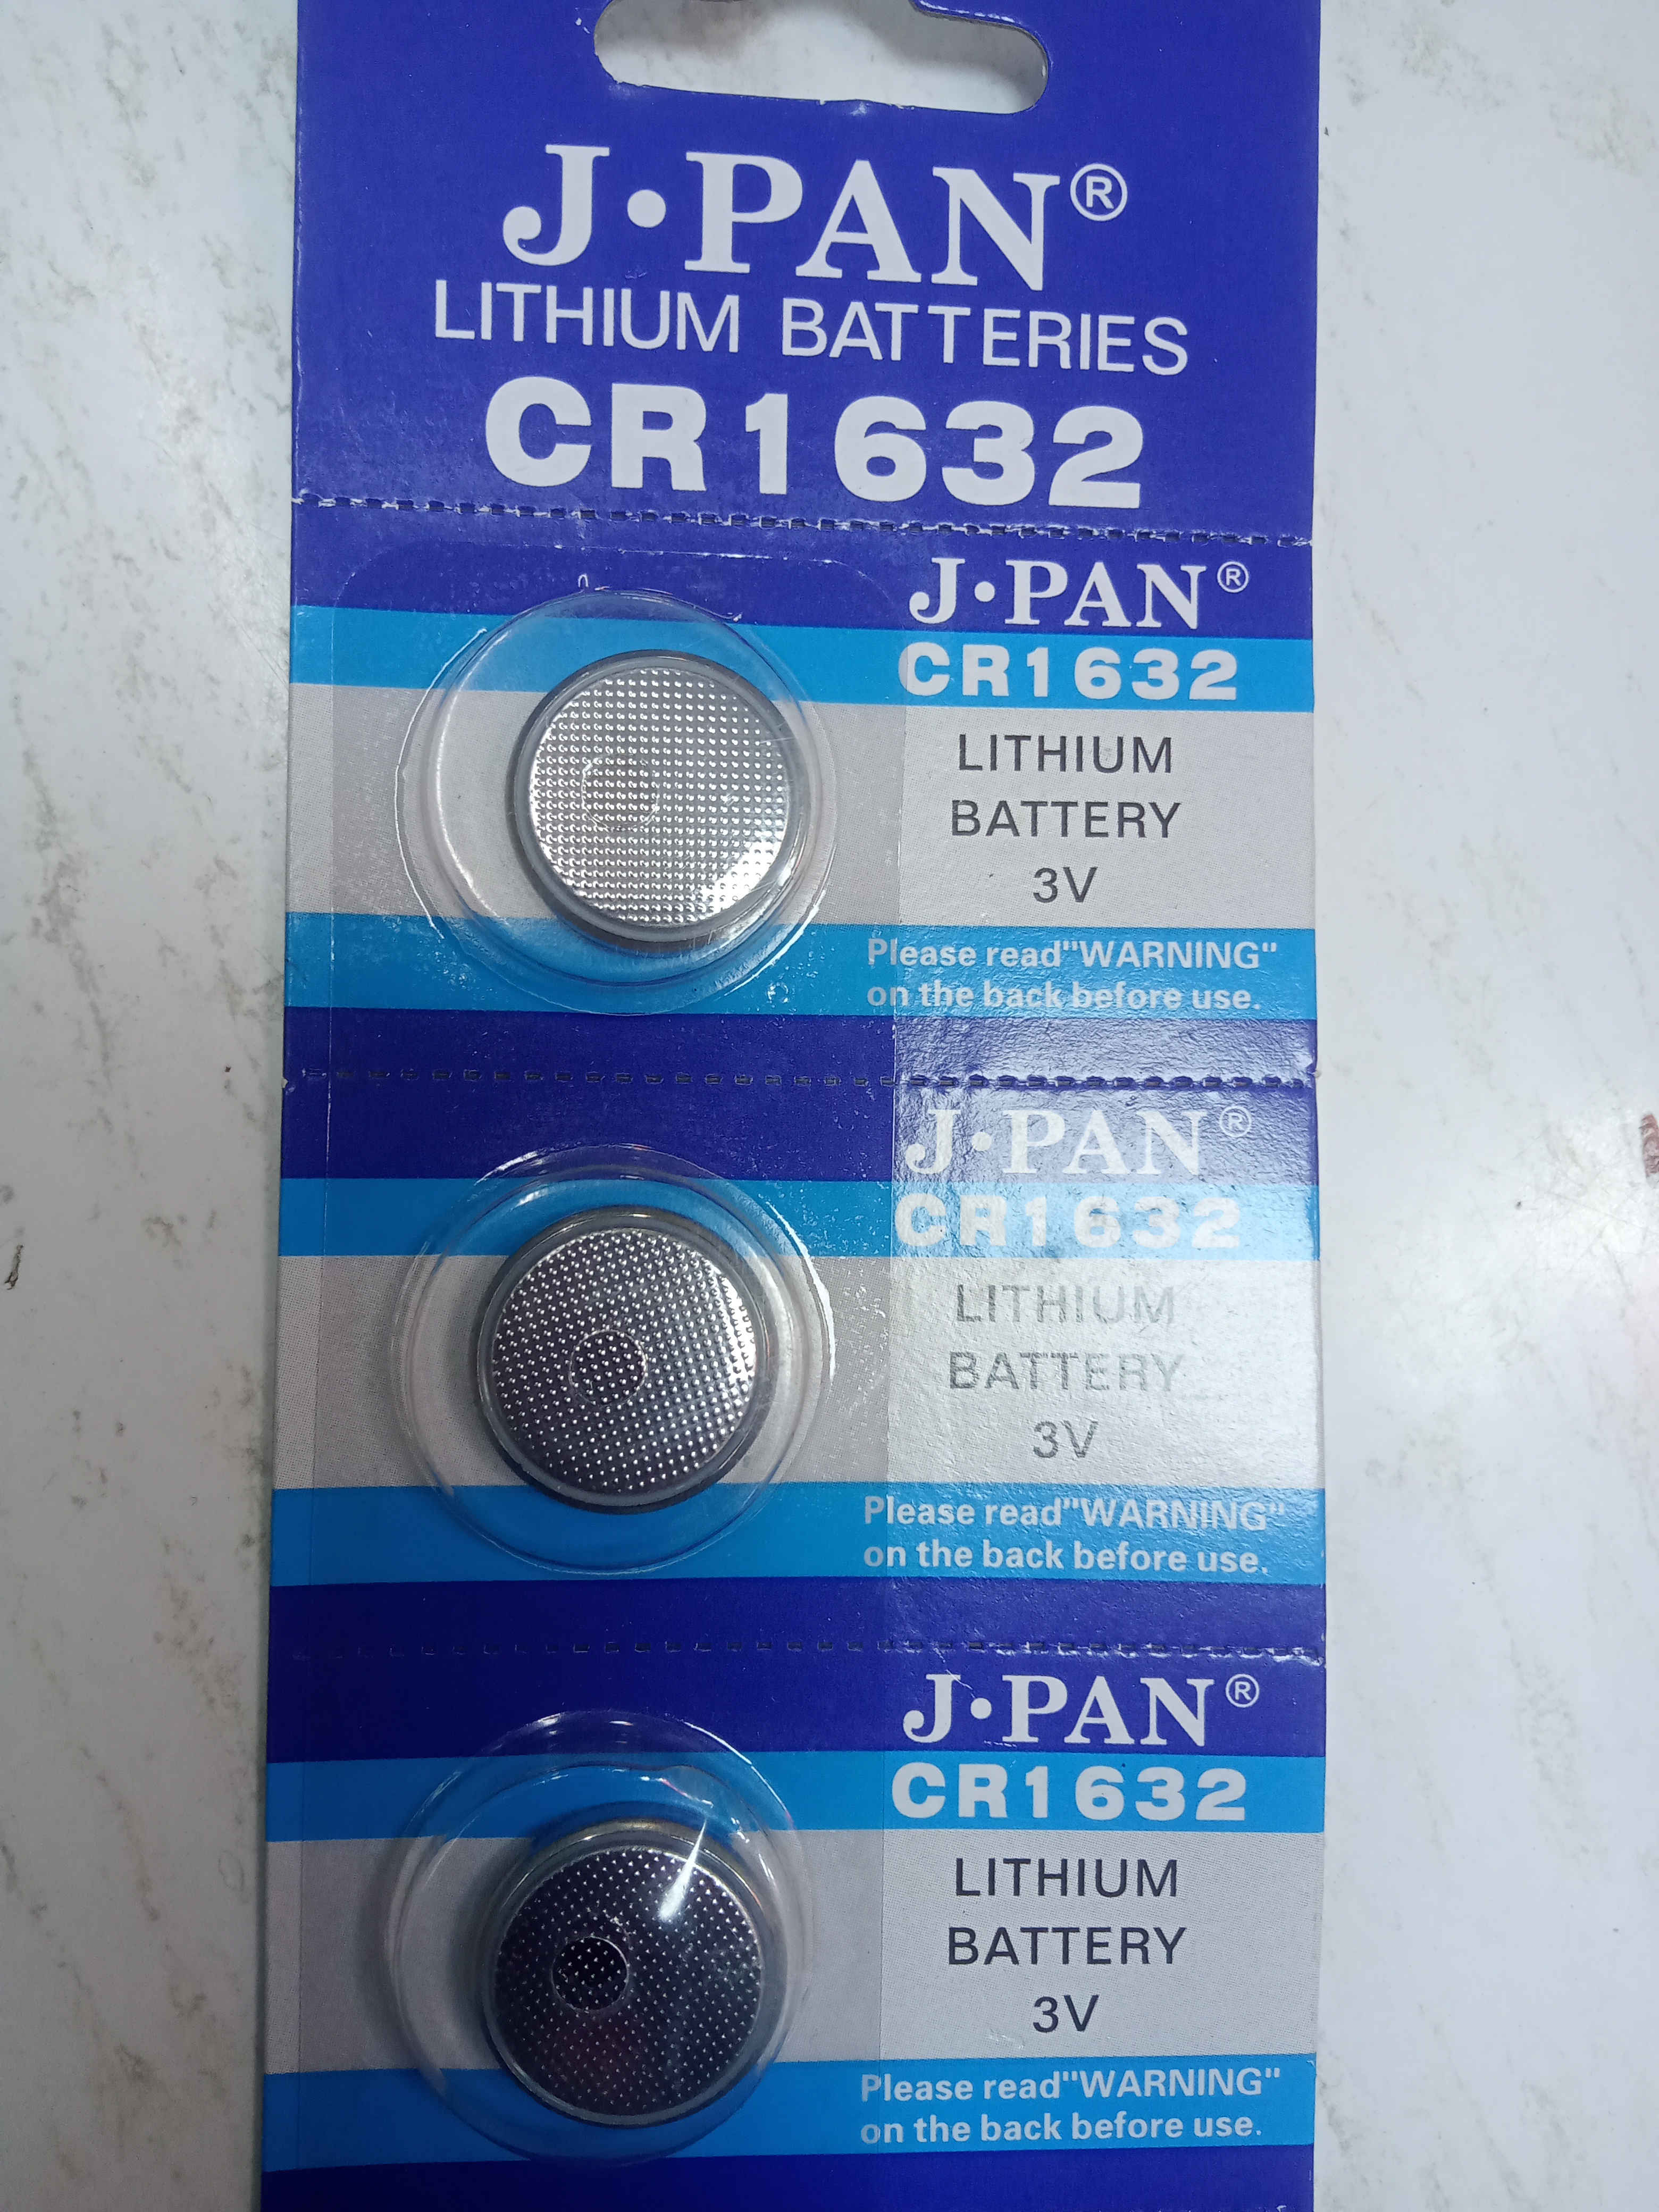 J·PAN®
LITHIUM BATTERIES
CR1632
J·PAN®
CR1632
LITHIUM
BATTERY
3V
Please read"WARNING"
on the back before use.
J·PAN®
CR1632
LITHIUM
BATTERY
3V
Please read"WARNING"
on the back before use.
J·PAN®
CR1632
LITHIUM
BATTERY
3V
Please read"WARNING"
on the back before use.